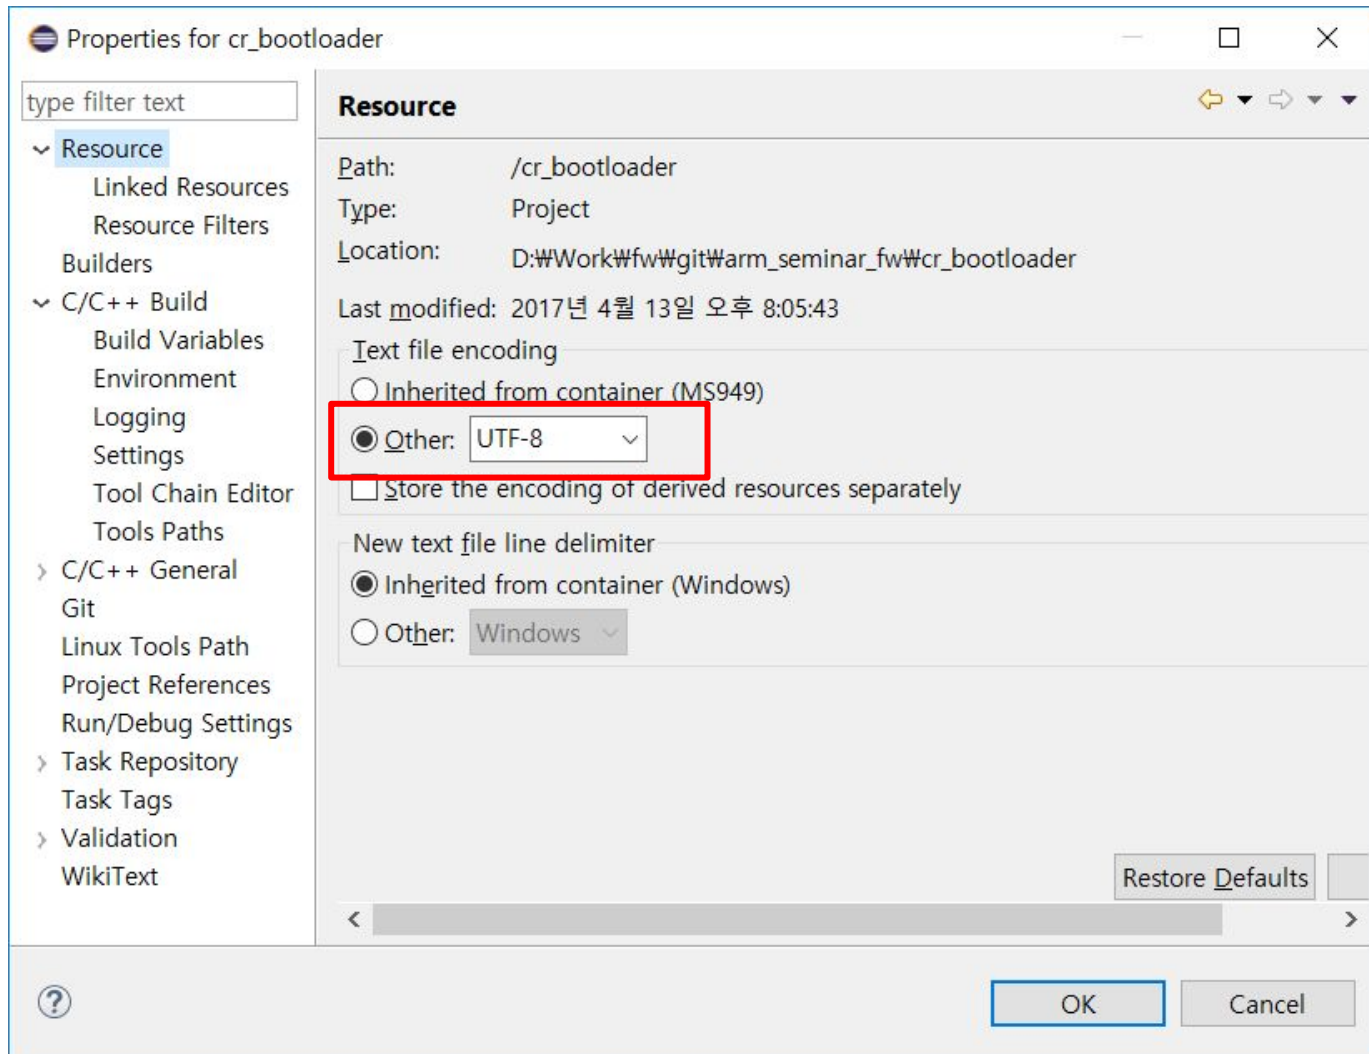 Properties for cr_bootloader
type filter text
Resource
Linked Resources
Resource Filters
Builders
C/C++ Build
Build Variables
Environment
Logging
Settings
Tool Chain Editor
Tools Paths
C/C++ General
Git
Linux Tools Path
Project References
Run/Debug Settings
Task Repository
Task Tags
Validation
WikiText
Resource
Path: /cr_bootloader
Type: Project
Location: D:₩Work₩fw₩git₩arm_seminar_fw₩cr_bootloader
Last modified: 2017년 4월 13일 오후 8:05:43
Text file encoding
Inherited from container (MS949)
Other: UTF-8
Store the encoding of derived resources separately
New text file line delimiter
Inherited from container (Windows)
Other: Windows
Restore Defaults
OK Cancel